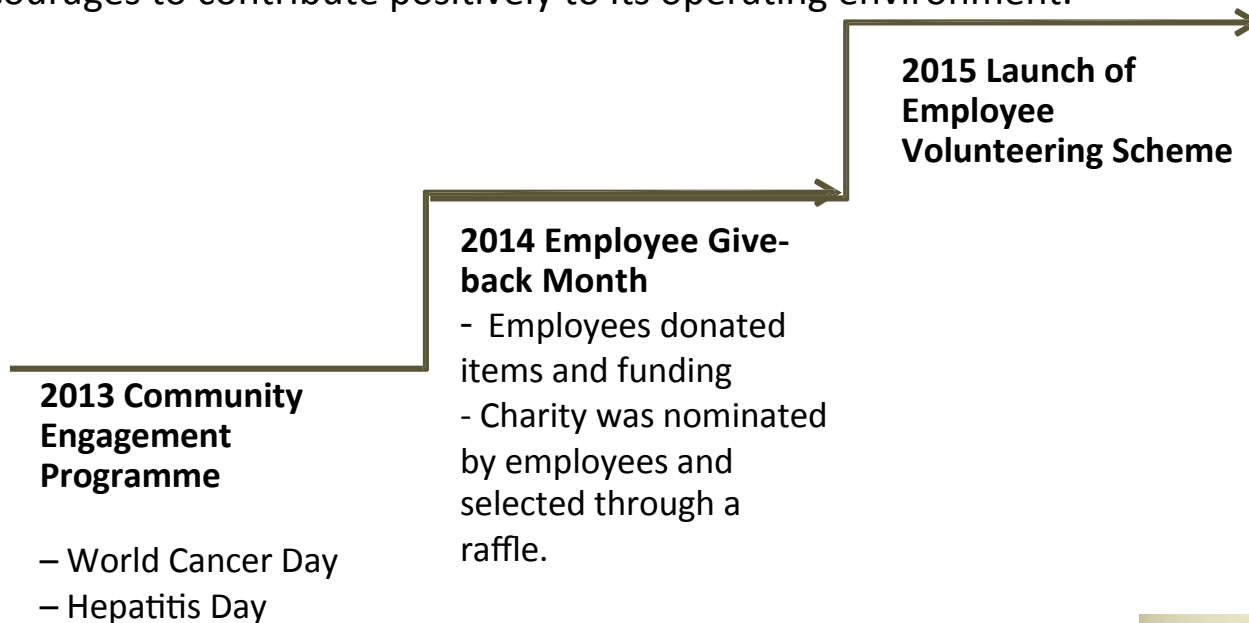 courages to contribute positively to its operating environment.
2013 Community
Engagement
Programme
– World Cancer Day
– Hepatitis Day
2014 Employee Give-
back Month
- Employees donated
items and funding
- Charity was nominated
by employees and
selected through a
raffle.
2015 Launch of
Employee
Volunteering Scheme